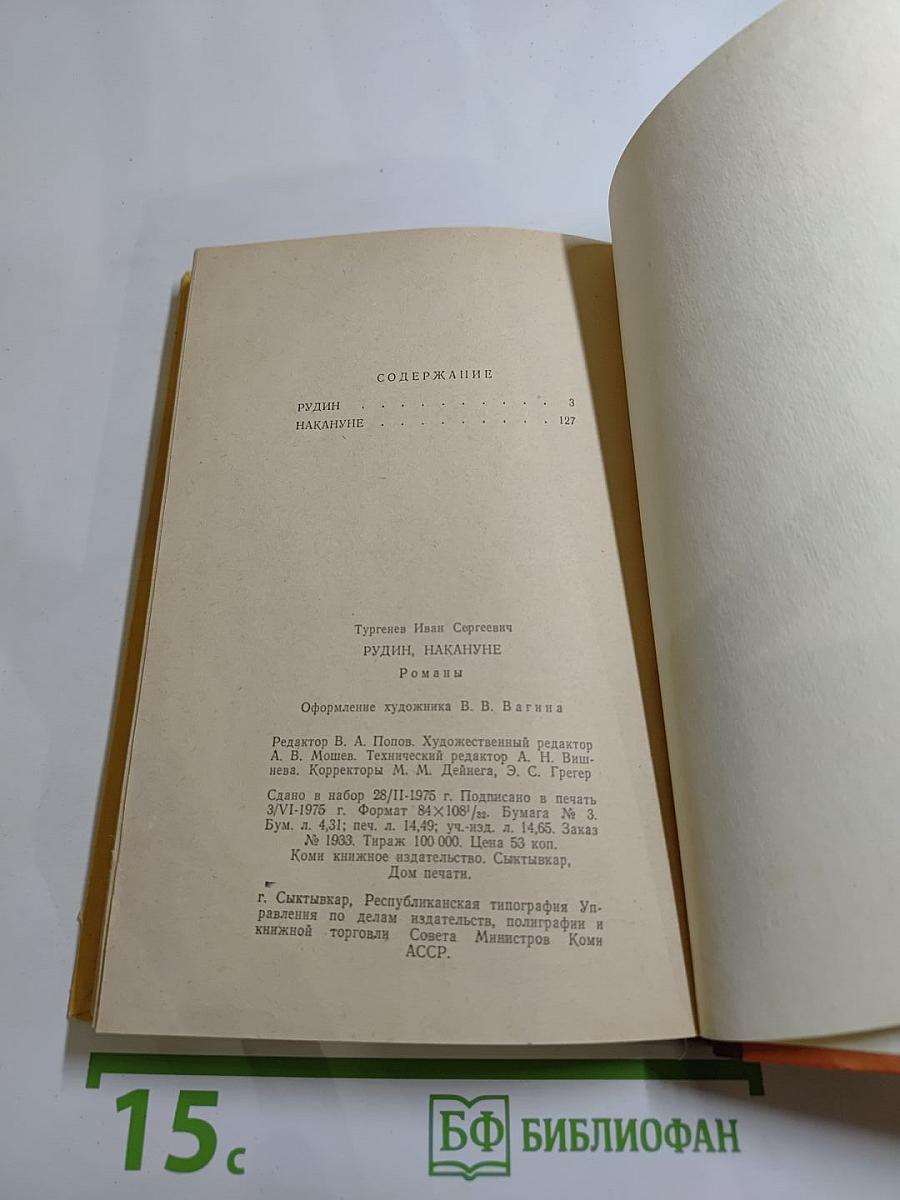 СОДЕРЖАНИЕ
РУДИН . . . . . . . . . . 3
НАКАНУНЕ . . . . . . . . . 127
Тургенев Иван Сергеевич
РУДИН, НАКАНУНЕ
Романы
Оформление художника В. В. Вагина
Редактор В. А. Попов. Художественный редактор
А. В. Мошев. Технический редактор А. Н. Виш-
нева. Корректоры М. М. Дейнега, Э. С. Грегер
Сдано в набор 28/II-1975 г. Подписано в печать
3/VI-1975 г. Формат 84×108¹/₃₂. Бумага № 3.
Бум. л. 4,31; печ. л. 14,49; уч.-изд. л. 14,65. Заказ
№ 1933. Тираж 100 000. Цена 53 коп.
Коми книжное издательство. Сыктывкар,
Дом печати.
г. Сыктывкар, Республиканская типография Уп-
равления по делам издательств, полиграфии и
книжной торговли Совета Министров Коми
АССР.
15 с
БФ БИБЛИОФАН